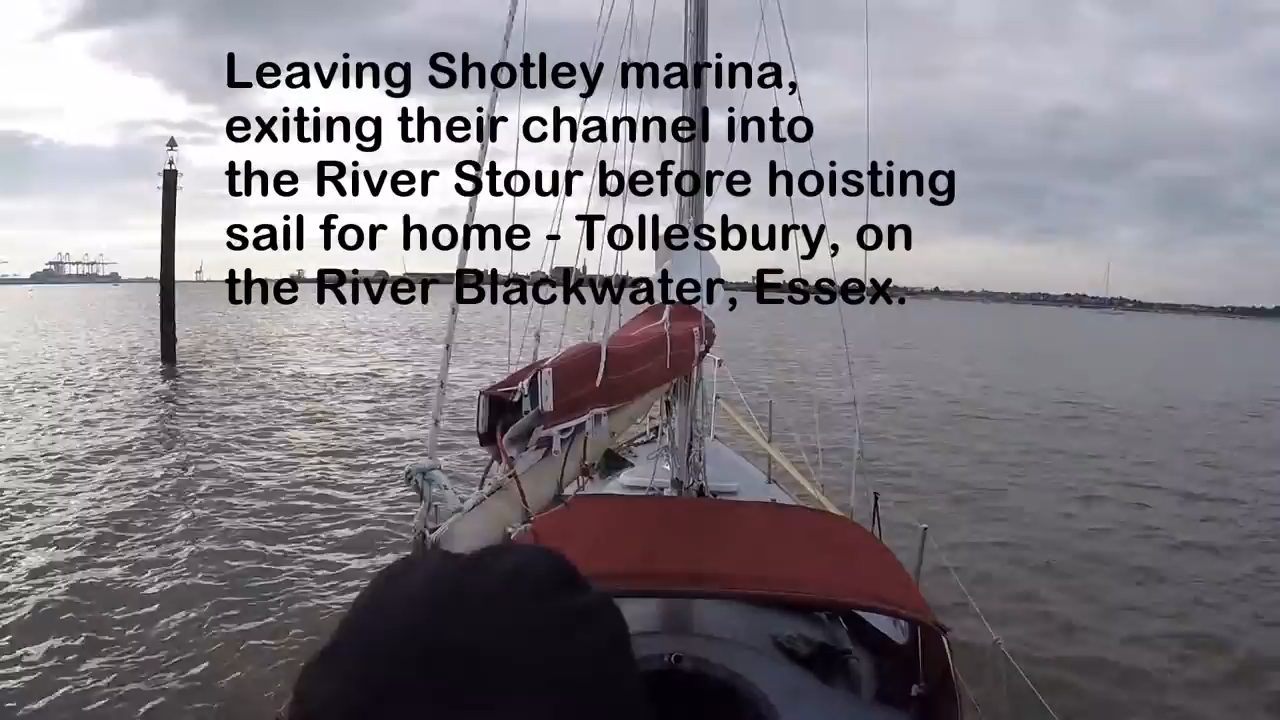 Leaving Shotley marina,
exiting their channel into
the River Stour before hoisting
sail for home - Tollesbury, on
the River Blackwater, Essex.